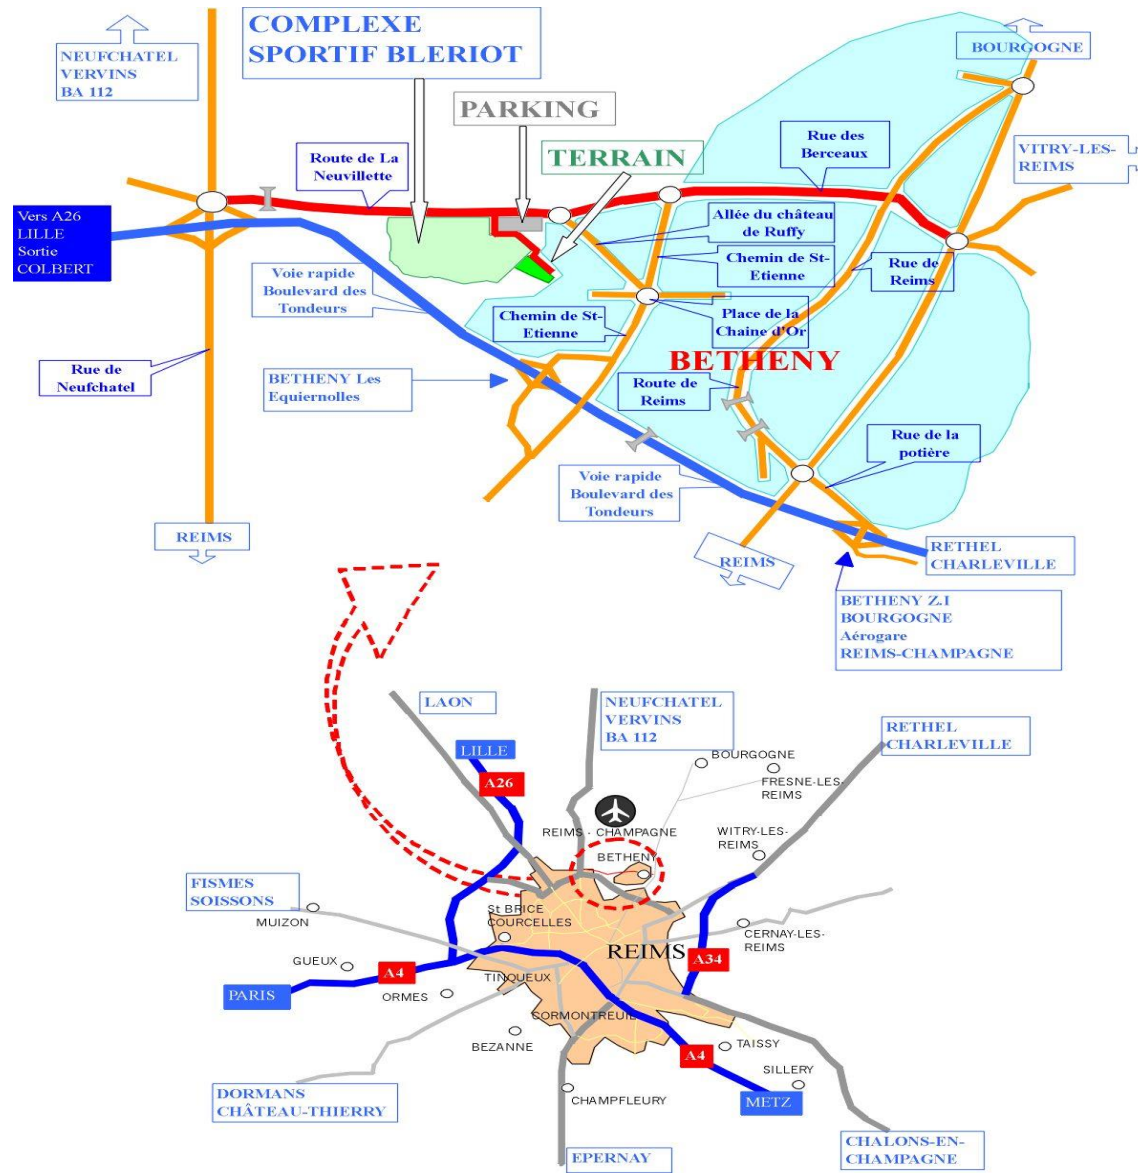 COMPLEXE
SPORTIF BLERIOT
NEUFCHATEL
VERVINS
BA 112
BOURGOGNE
PARKING
TERRAIN
Rue des
Berceaux
VITRY-LES-
REIMS
Route de La
Neuvillette
Vers A26
LILLE
Sortie
COLBERT
Allée du château
de Ruffy
Chemin de St-
Etienne
Rue de
Reims
Voie rapide
Boulevard des
Tondeurs
Chemin de St-
Etienne
Place de la
Chaine d'Or
BETHENY
Rue de
Neufchatel
BETHENY Les
Equiernolles
Route de
Reims
Rue de la
potière
Voie rapide
Boulevard des
Tondeurs
REIMS
REIMS
RETHEL
CHARLEVILLE
BETHENY Z.I
BOURGOGNE
Aérogare
REIMS-CHAMPAGNE
LAON
NEUFCHATEL
VERVINS
BA 112
RETHEL
CHARLEVILLE
LILLE
A26
BOURGOGNE
FRESNE-LES-
REIMS
REIMS - CHAMPAGNE
WITRY-LES-
REIMS
BETHENY
FISMES
SOISSONS
MUIZON
St BRICE
COURCELLES
CERNAY-LES-
REIMS
REIMS
A34
GUEUX
A4
TINQUEUX
PARIS
ORMES
CORMONTREUIL
BEZANNE
A4
TAISSY
SILLERY
DORMANS
CHÂTEAU-THIERRY
CHAMPFLEURY
METZ
EPERNAY
CHALONS-EN-
CHAMPAGNE